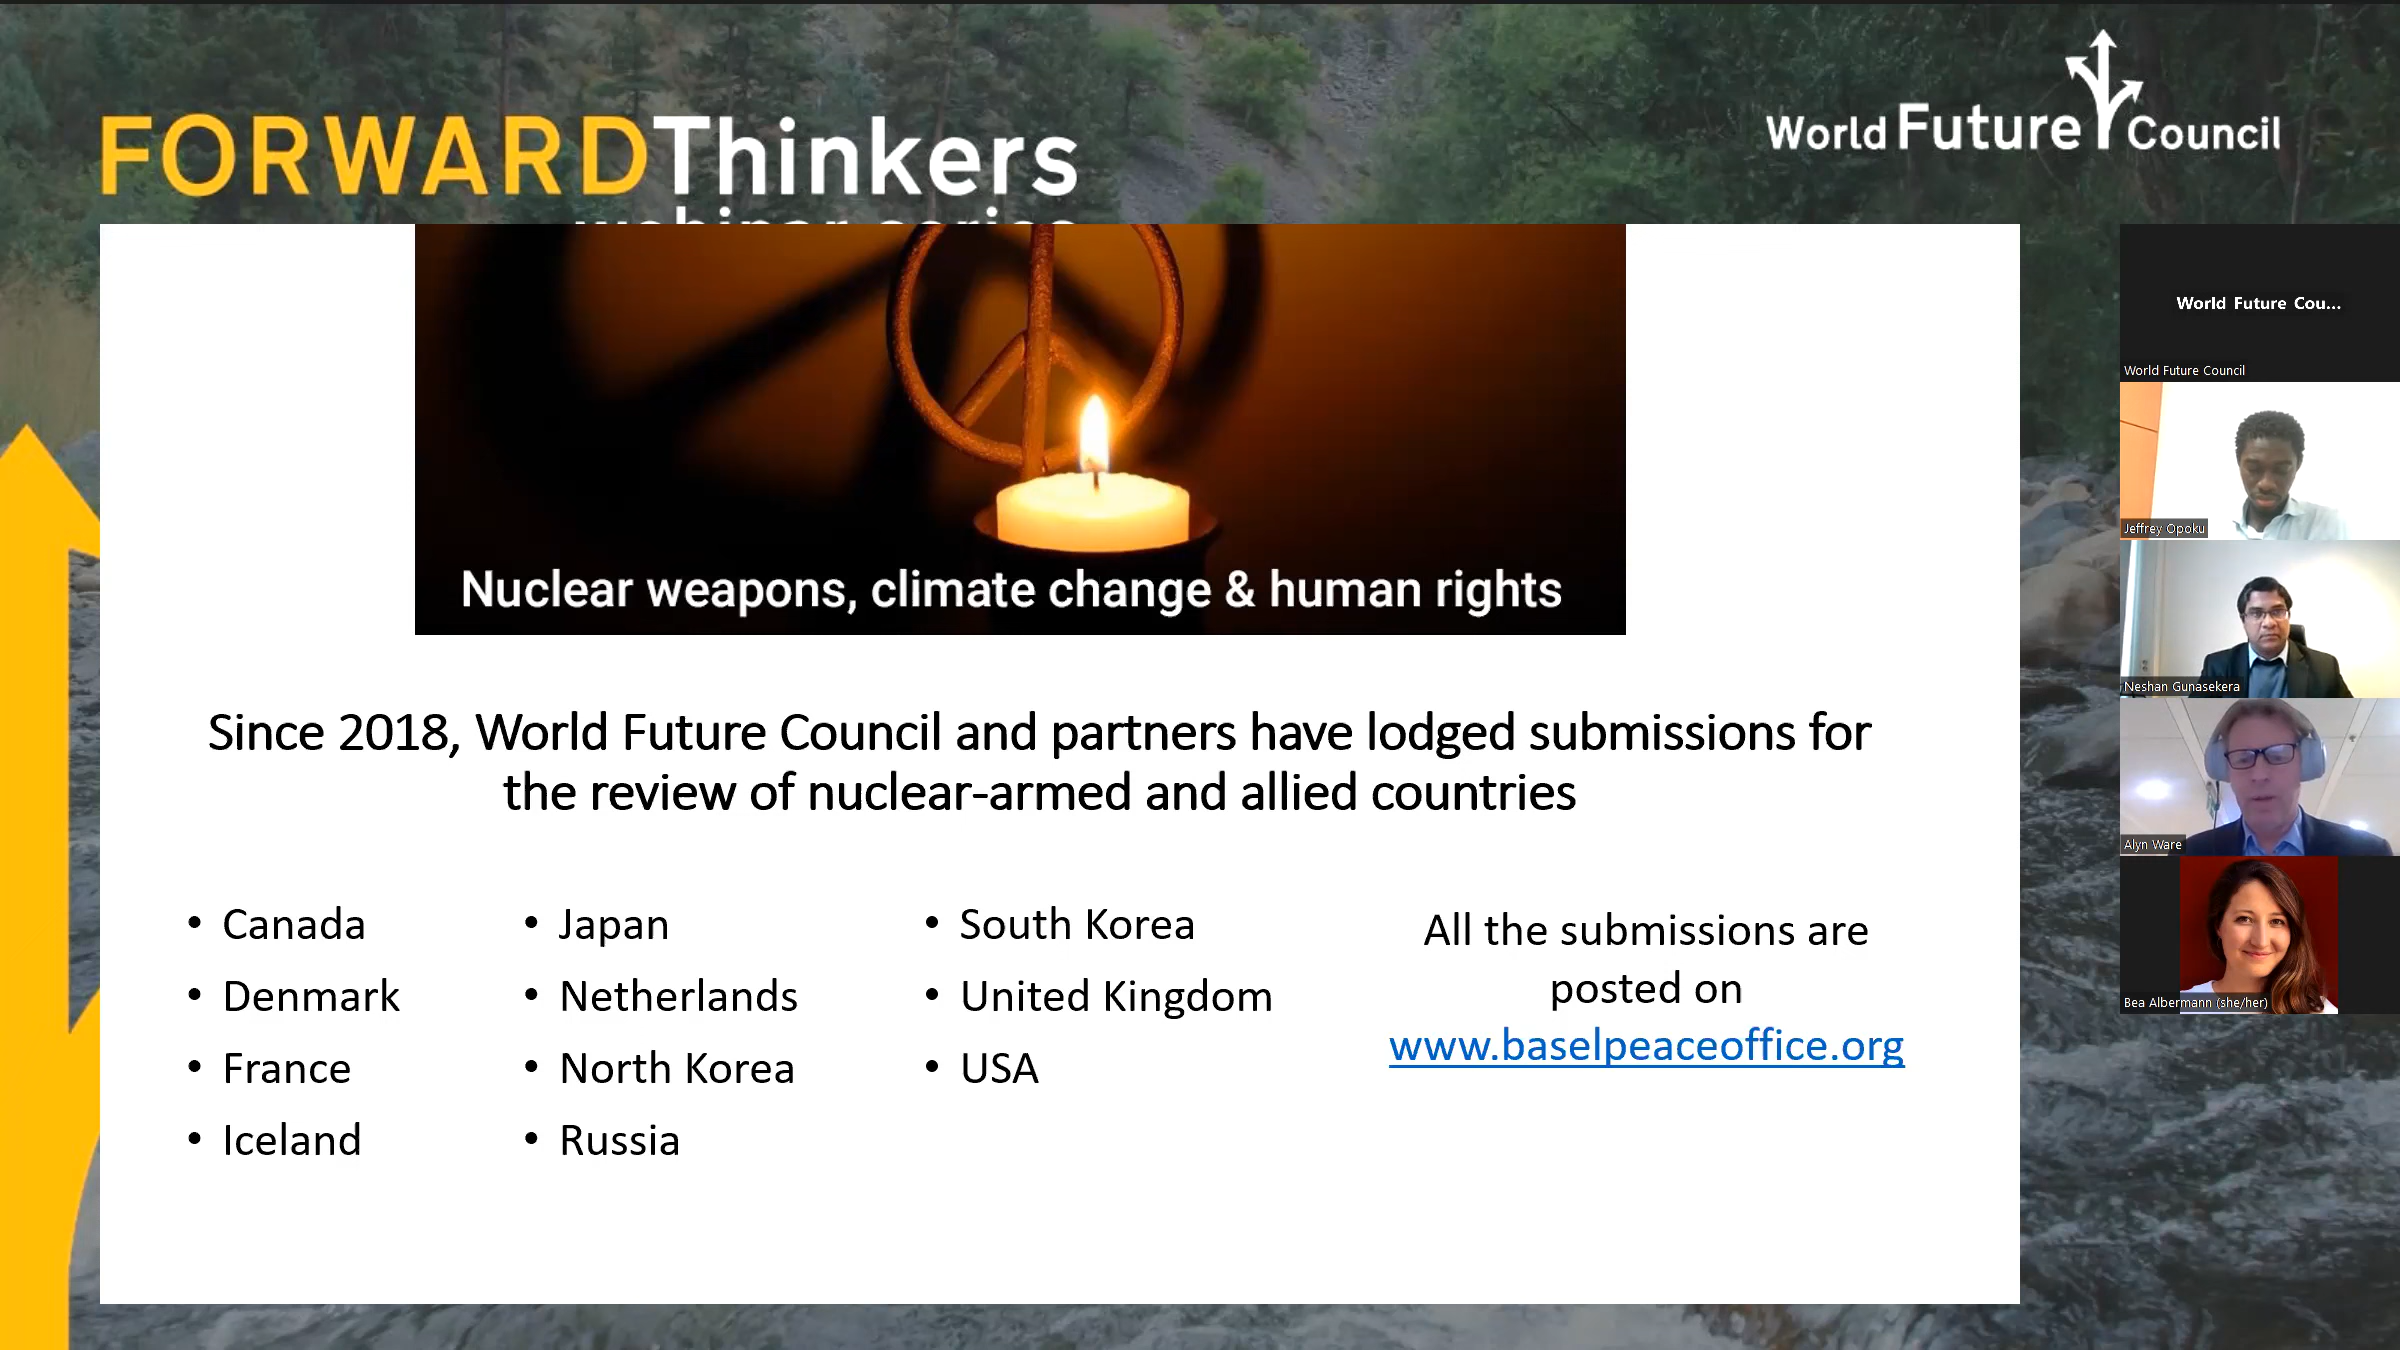 FORWARDThinkers
webinar series
World Future Council
Nuclear weapons, climate change & human rights
Since 2018, World Future Council and partners have lodged submissions for
the review of nuclear-armed and allied countries
• Canada
• Denmark
• France
• Iceland
• Japan
• Netherlands
• North Korea
• Russia
• South Korea
• United Kingdom
• USA
All the submissions are
posted on
www.baselpeaceoffice.org
World Future Cou...
World Future Council
Jeffrey Opoku
Neshan Gunasekera
Alyn Ware
Bea Albermann (she/her)